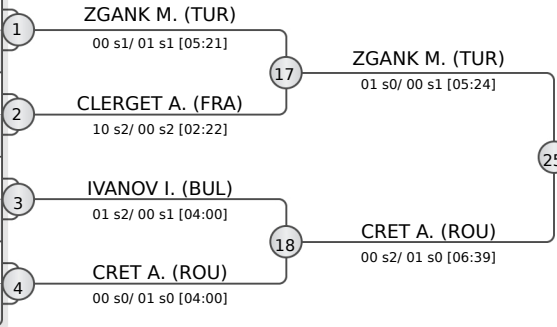 1
ZGANK M. (TUR)
00 s1/ 01 s1 [05:21]
17
ZGANK M. (TUR)
01 s0/ 00 s1 [05:24]
2
CLERGET A. (FRA)
10 s2/ 00 s2 [02:22]
25
3
IVANOV I. (BUL)
01 s2/ 00 s1 [04:00]
18
CRET A. (ROU)
00 s2/ 01 s0 [06:39]
4
CRET A. (ROU)
00 s0/ 01 s0 [04:00]